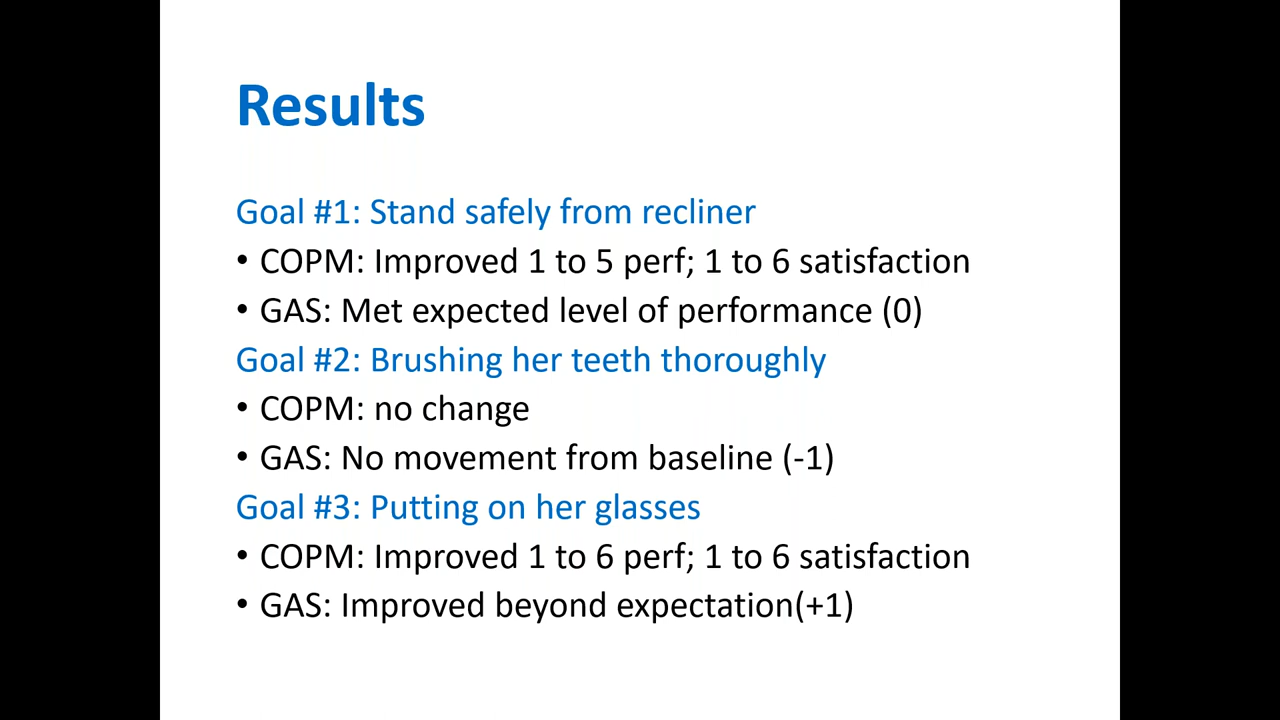 Results
Goal #1: Stand safely from recliner
• COPM: Improved 1 to 5 perf; 1 to 6 satisfaction
• GAS: Met expected level of performance (0)
Goal #2: Brushing her teeth thoroughly
• COPM: no change
• GAS: No movement from baseline (-1)
Goal #3: Putting on her glasses
• COPM: Improved 1 to 6 perf; 1 to 6 satisfaction
• GAS: Improved beyond expectation(+1)